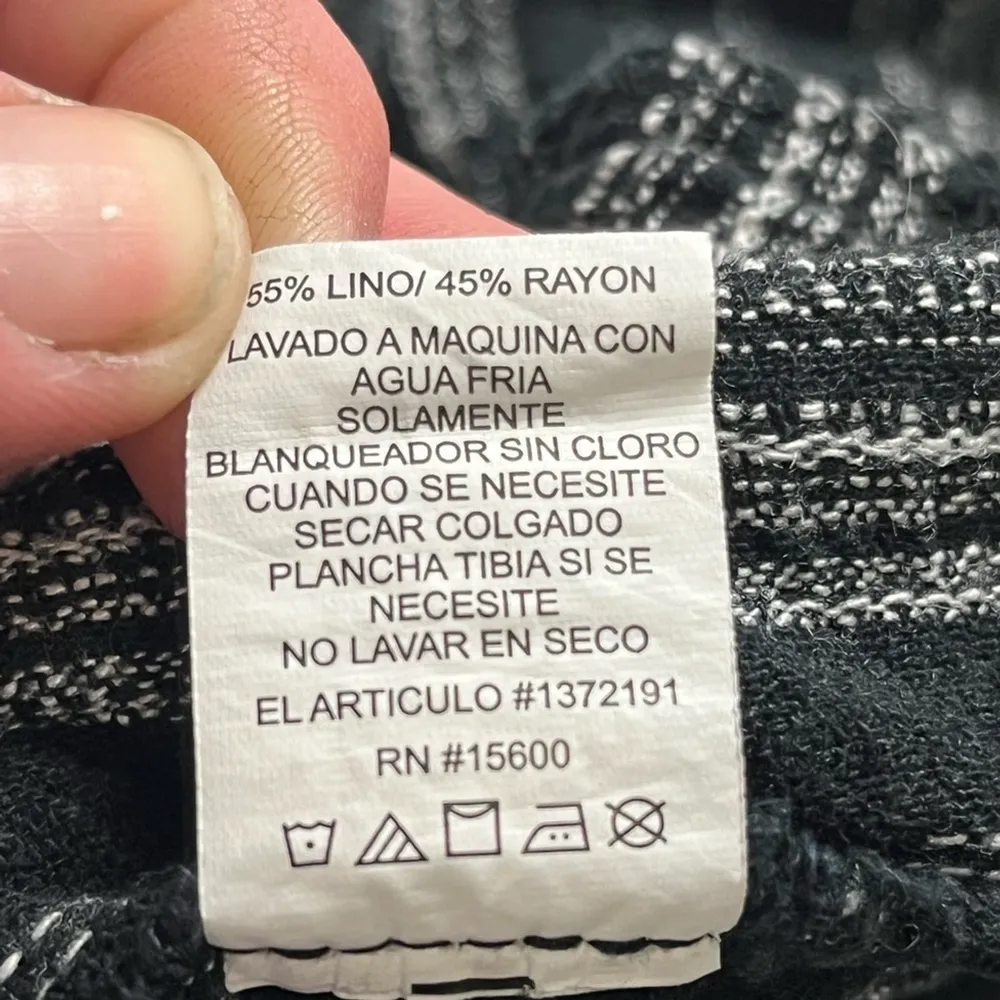 55% LINO/ 45% RAYON
LAVADO A MAQUINA CON
AGUA FRIA
SOLAMENTE
BLANQUEADOR SIN CLORO
CUANDO SE NECESITE
SECAR COLGADO
PLANCHA TIBIA SI SE
NECESITE
NO LAVAR EN SECO
EL ARTICULO #1372191
RN #15600